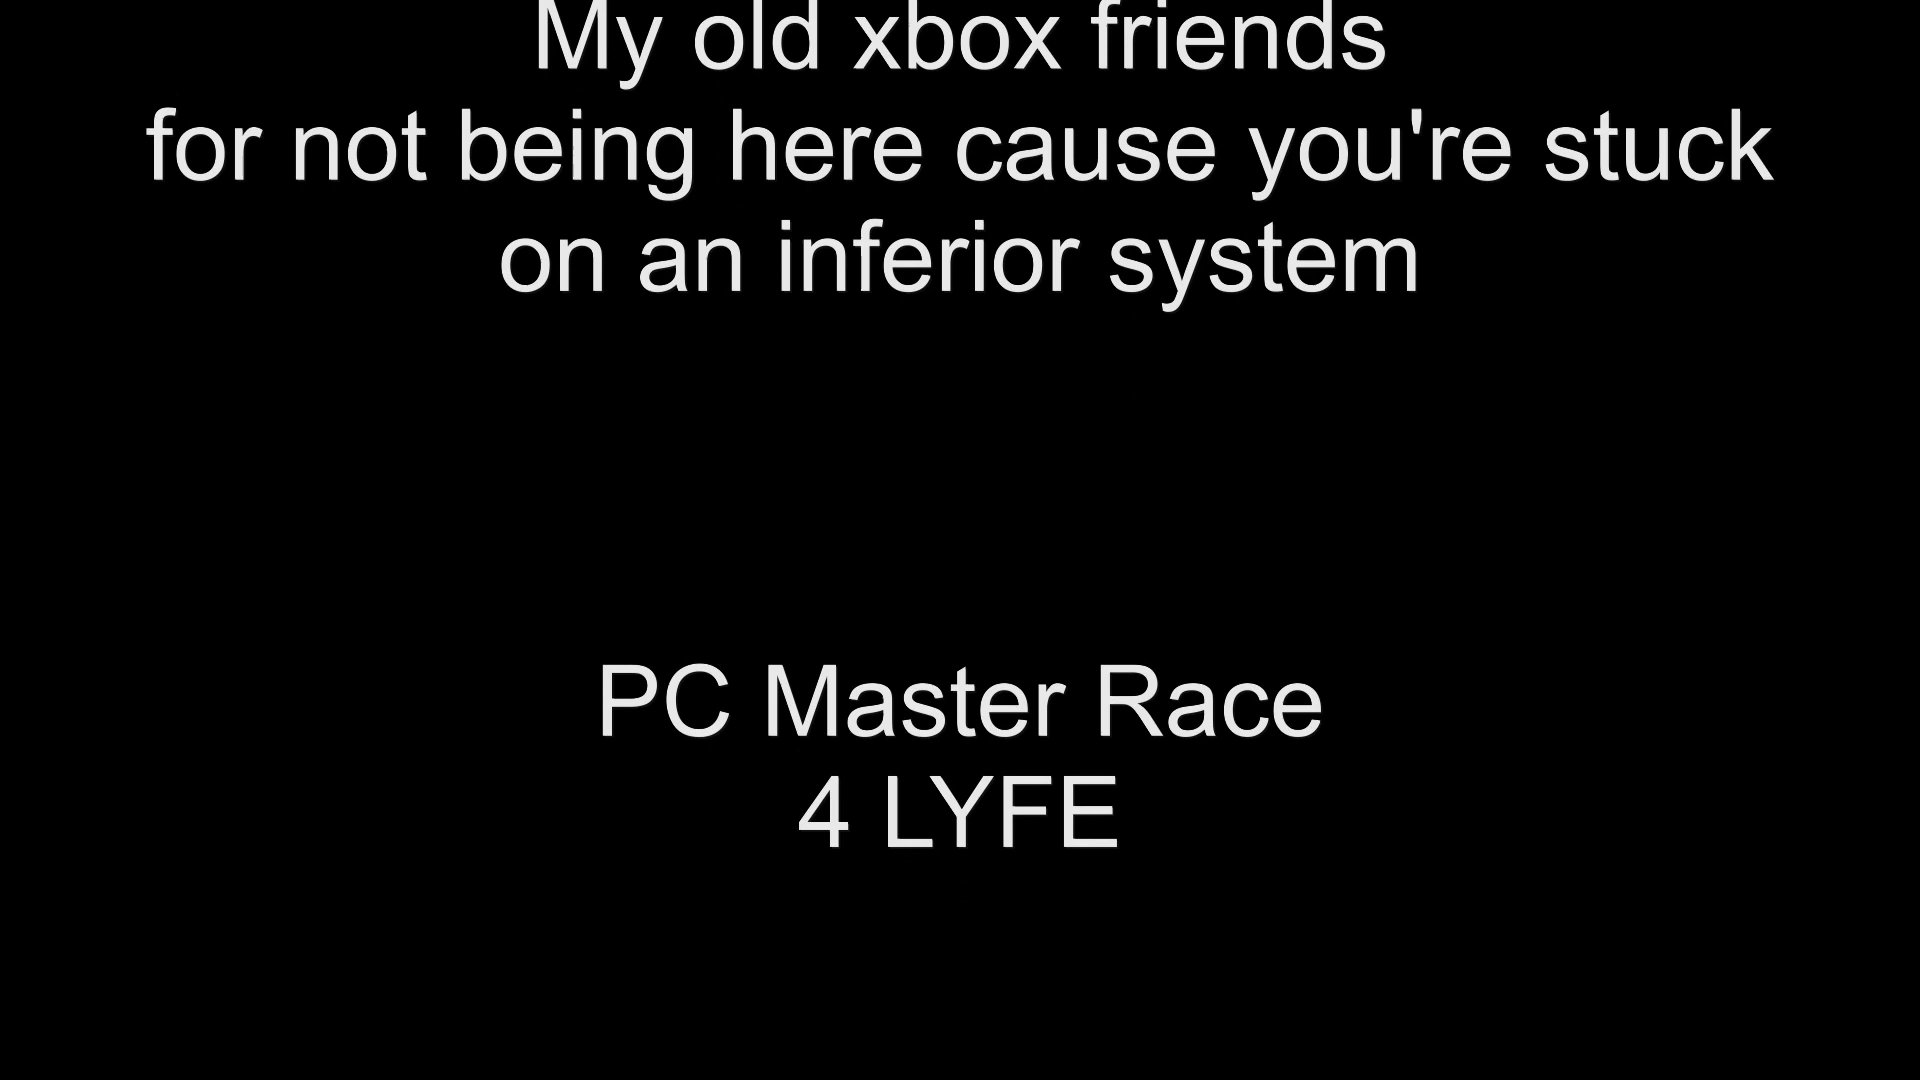 My old xbox friends
for not being here cause you're stuck
on an inferior system
PC Master Race
4 LYFE